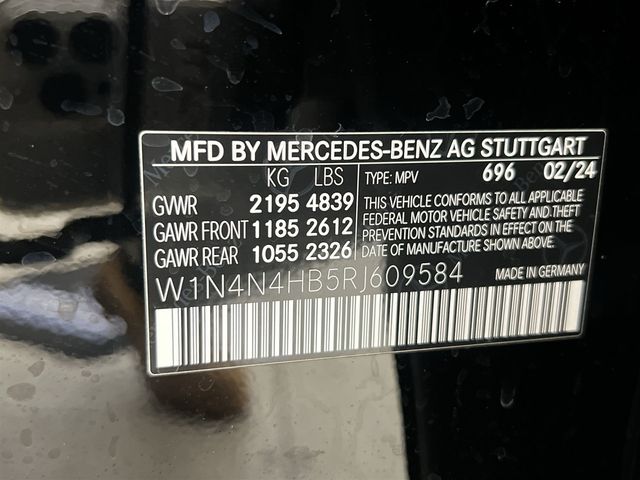 MFD BY MERCEDES-BENZ AG STUTTGART
KG LBS
GVWR 2195 4839
GAWR FRONT 1185 2612
GAWR REAR 1055 2326
TYPE: MPV 696 02/24
THIS VEHICLE CONFORMS TO ALL APPLICABLE
FEDERAL MOTOR VEHICLE SAFETY AND THEFT
PREVENTION STANDARDS IN EFFECT ON THE
DATE OF MANUFACTURE SHOWN ABOVE.
W1N4N4HB5RJ609584
MADE IN GERMANY